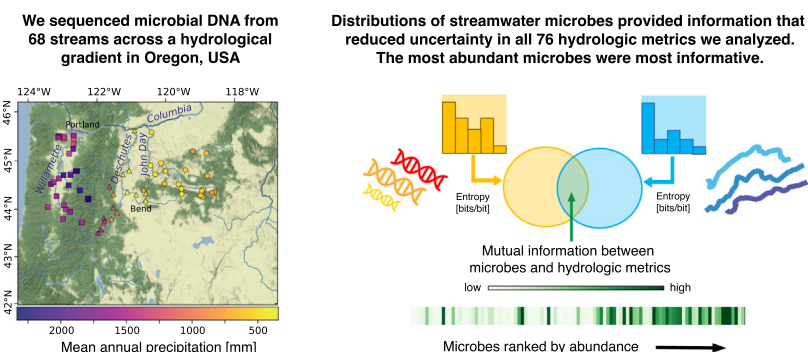 We sequenced microbial DNA from
68 streams across a hydrological
gradient in Oregon, USA
124°W 122°W 120°W 118°W
46°N
45°N
44°N
43°N
42°N
Portland
Columbia
Willamette
Deschutes
John Day
Bend
2000 1500 1000 500
Mean annual precipitation [mm]
Distributions of streamwater microbes provided information that
reduced uncertainty in all 76 hydrologic metrics we analyzed.
The most abundant microbes were most informative.
Entropy
[bits/bit]
Entropy
[bits/bit]
Mutual information between
microbes and hydrologic metrics
low high
Microbes ranked by abundance